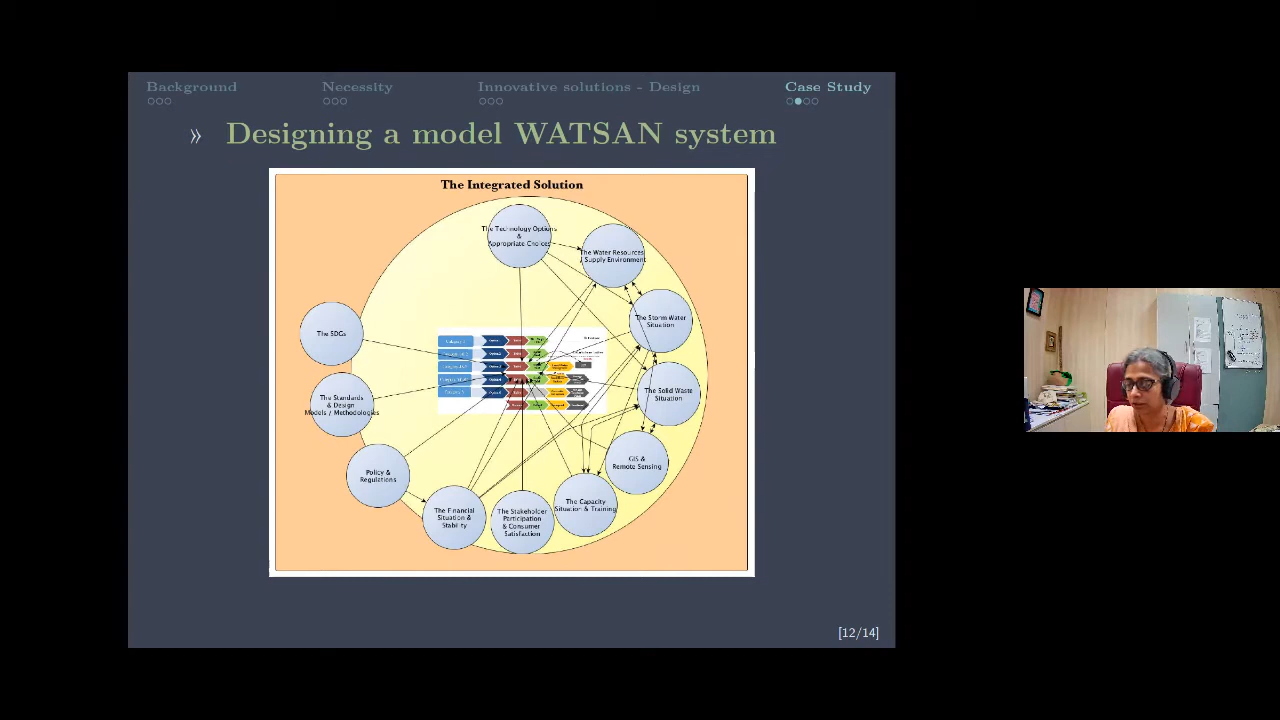 Background Necessity Innovative solutions - Design Case Study
» Designing a model WATSAN system
The Integrated Solution
The Technology Options
&
Appropriate Choices
The Water Resources
/ Supply Environment
The Storm Water
Situation
The SDGs
The Solid Waste
Situation
The Standards
& Design
Models / Methodologies
GIS &
Remote Sensing
Policy &
Regulations
The Capacity
Situation & Training
The Financial
Situation &
Stability
The Stakeholder
Participation
& Consumer
Satisfaction
[12/14]